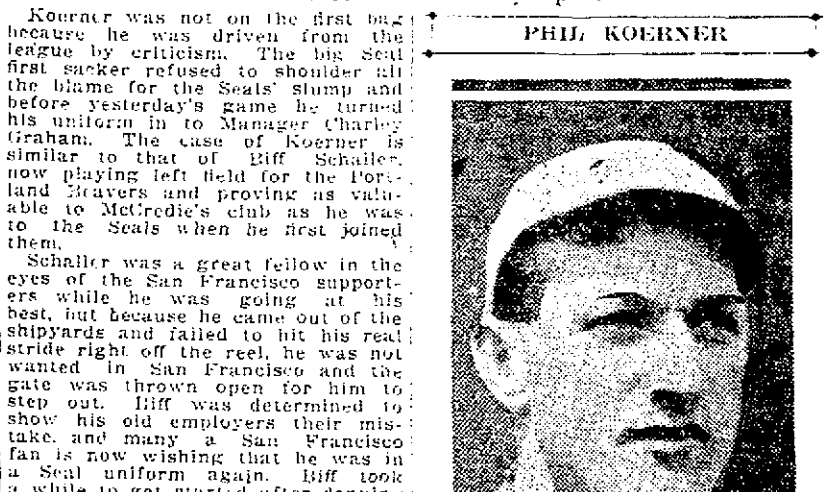 Koerner was not on the first bag
because he was driven from the
league by criticism. The big Seal
first sacker refused to shoulder all
the blame for the Seals' slump and
before yesterday's game he turned
his uniform in to Manager Charley
Graham. The case of Koerner is
similar to that of Biff Schaller,
now playing left field for the Port-
land Beavers and proving as valu-
able to McCredie's club as he was
to the Seals when he first joined
them.
Schaller was a great fellow in the
eyes of the San Francisco support-
ers while he was going at his
best, but because he came out of the
shipyards and failed to hit his real
stride right off the reel, he was not
wanted in San Francisco and the
gate was thrown open for him to
step out. Biff was determined to
show his old employers their mis-
take, and many a San Francisco
fan is now wishing that he was in
a Seal uniform again. Biff took
a while to get started after
PHIL KOERNER